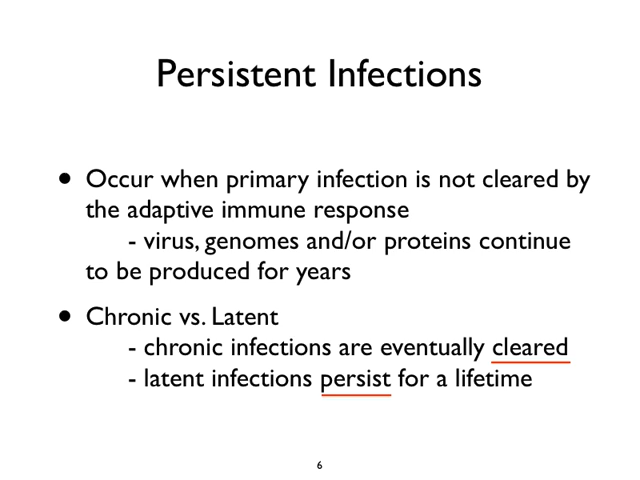 Persistent Infections
• Occur when primary infection is not cleared by
the adaptive immune response
- virus, genomes and/or proteins continue
to be produced for years
• Chronic vs. Latent
- chronic infections are eventually cleared
- latent infections persist for a lifetime
6